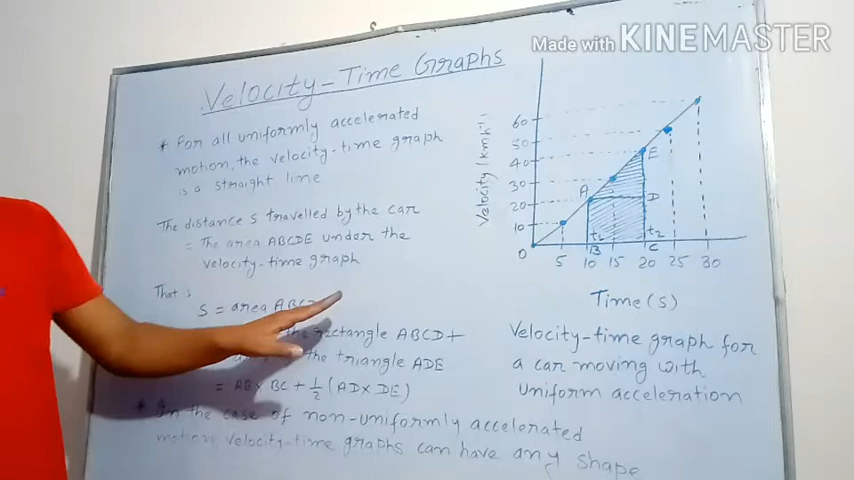 Made with KINEMASTER
Velocity-Time Graphs
* For all uniformly accelerated
motion, the velocity-time graph
is a straight line
The distance s travelled by the car
= The area ABCDE under the
velocity-time graph
That is
S = area ABCD
the rectangle ABCD +
the triangle ADE
= AB × BC + 1/2 (AD × DE)
* In the case of non-uniformly accelerated
motion, velocity-time graphs can have any shape
Velocity (kmh⁻¹)
60
50
40
30
20
10
0
A
E
D
t₂
t₂
B
C
5 10 15 20 25 30
Time (s)
Velocity-time graph for
a car moving with
uniform acceleration